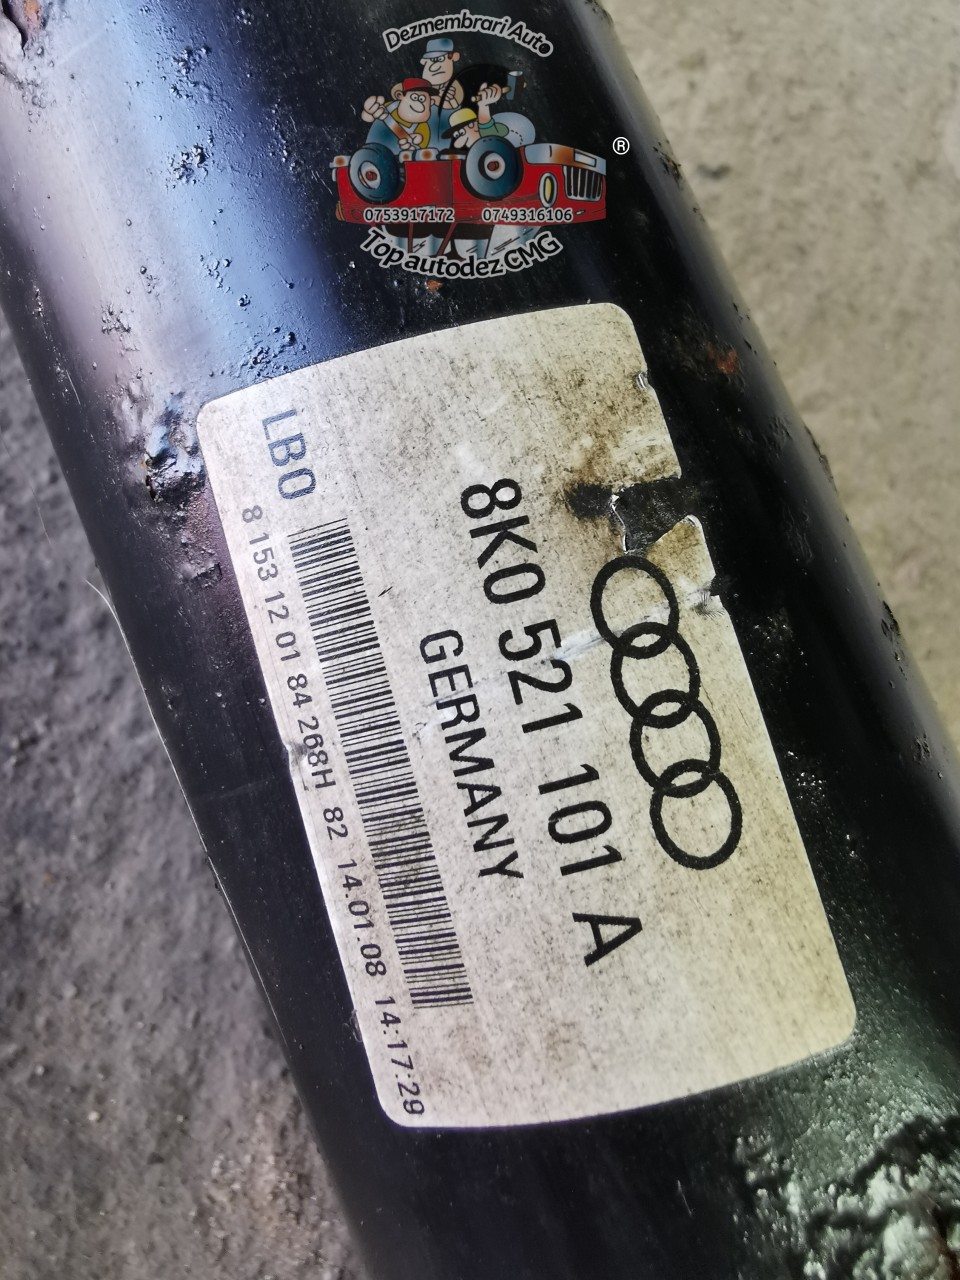 Dezmembrari Auto
®
0753917172 0749316106
Top autodez CMG
8K0 521 101 A
GERMANY
LB0
8 153 12 01 84 268H 82 14.01.08 14:17:29